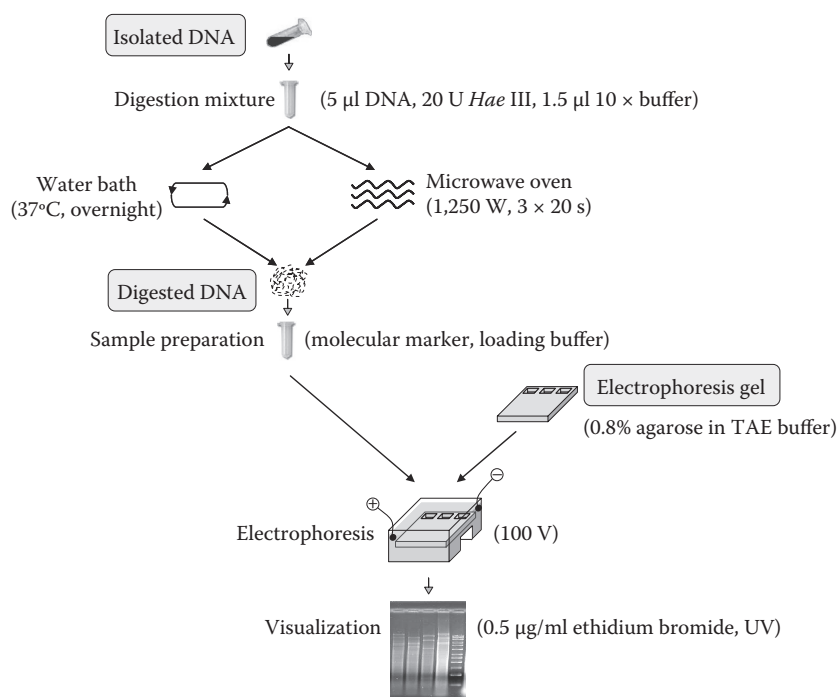 Isolated DNA
Digestion mixture (5 µl DNA, 20 U Hae III, 1.5 µl 10 × buffer)
Water bath
(37°C, overnight)
Microwave oven
(1,250 W, 3 × 20 s)
Digested DNA
Sample preparation (molecular marker, loading buffer)
Electrophoresis gel
(0.8% agarose in TAE buffer)
+
−
Electrophoresis (100 V)
Visualization (0.5 µg/ml ethidium bromide, UV)